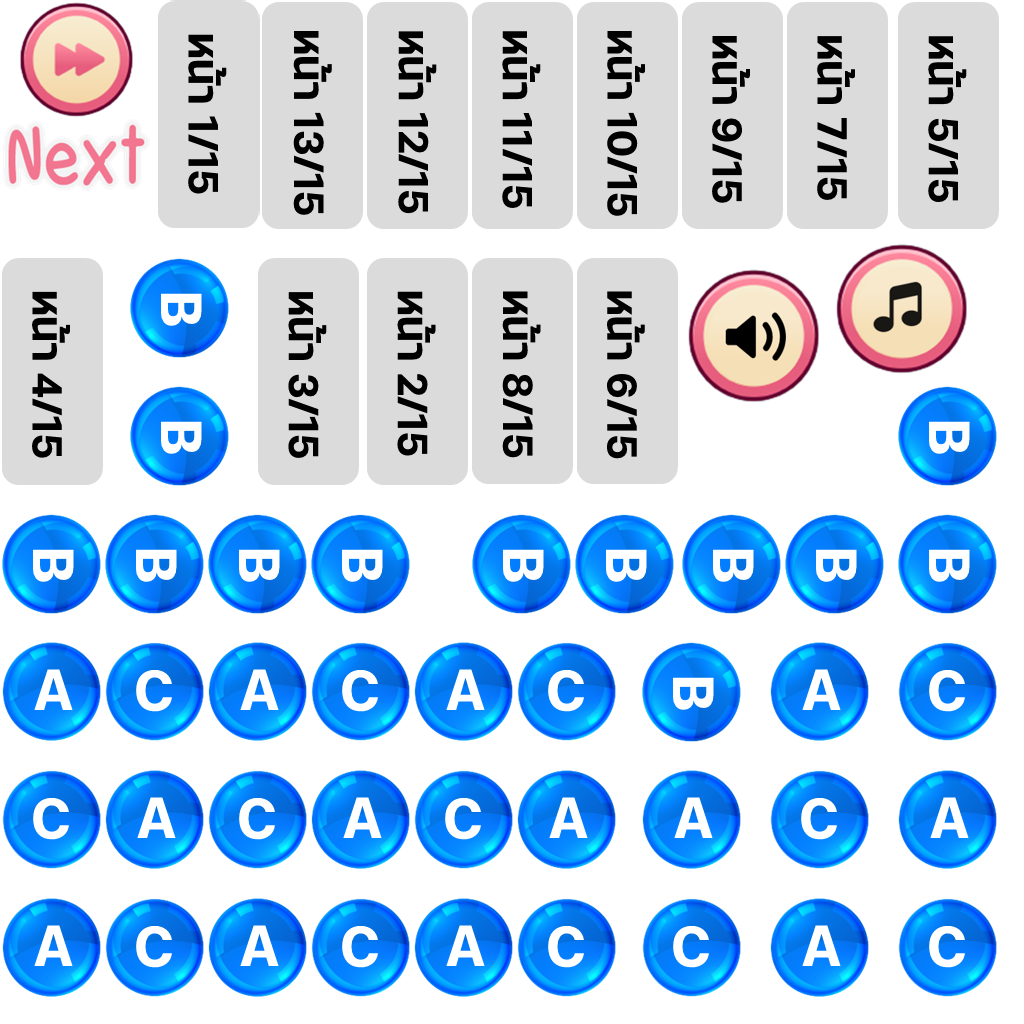 Next
หน้า 1/15
หน้า 13/15
หน้า 12/15
หน้า 11/15
หน้า 10/15
หน้า 9/15
หน้า 7/15
หน้า 5/15
หน้า 4/15
B
B
หน้า 3/15
หน้า 2/15
หน้า 8/15
หน้า 6/15
B
B B B B B B B B B
A C A C A C B A C
C A C A C A A C A
A C A C A C C A C